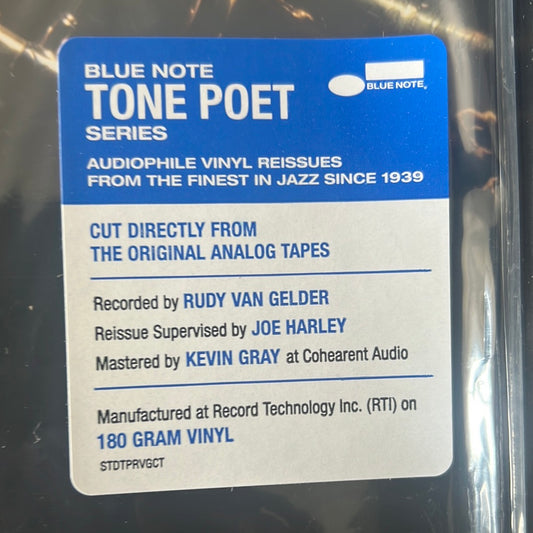 BLUE NOTE
TONE POET
SERIES
BLUE NOTE®
AUDIOPHILE VINYL REISSUES
FROM THE FINEST IN JAZZ SINCE 1939
CUT DIRECTLY FROM
THE ORIGINAL ANALOG TAPES
Recorded by RUDY VAN GELDER
Reissue Supervised by JOE HARLEY
Mastered by KEVIN GRAY at Cohearent Audio
Manufactured at Record Technology Inc. (RTI) on
180 GRAM VINYL
STDTPRVGCT